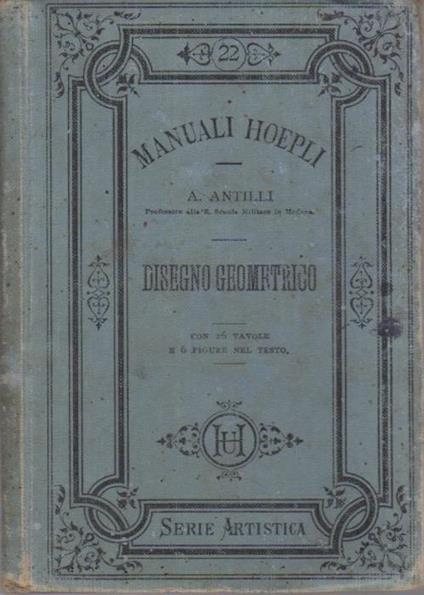 22
MANUALI HOEPLI
A. ANTILLI
Professore alla R. Scuola Militare in Modena.
DISEGNO GEOMETRICO
CON 26 TAVOLE
E 6 FIGURE NEL TESTO.
UH
SERIE ARTISTICA